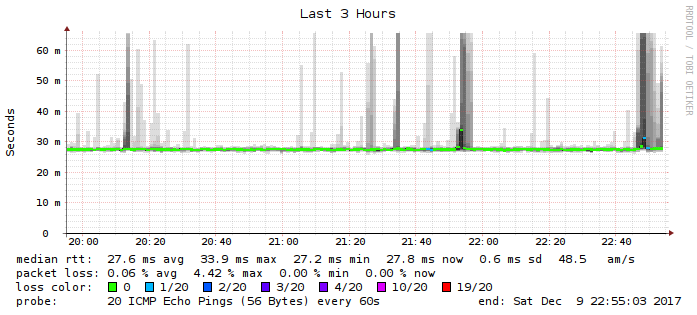 Last 3 Hours
RRDTOOL / TOBI OETIKER
Seconds
60 m
50 m
40 m
30 m
20 m
10 m
0
20:00 20:20 20:40 21:00 21:20 21:40 22:00 22:20 22:40
median rtt: 27.6 ms avg 33.9 ms max 27.2 ms min 27.8 ms now 0.6 ms sd 48.5 am/s
packet loss: 0.06 % avg 4.42 % max 0.00 % min 0.00 % now
loss color: 0 1/20 2/20 3/20 4/20 10/20 19/20
probe: 20 ICMP Echo Pings (56 Bytes) every 60s end: Sat Dec 9 22:55:03 2017